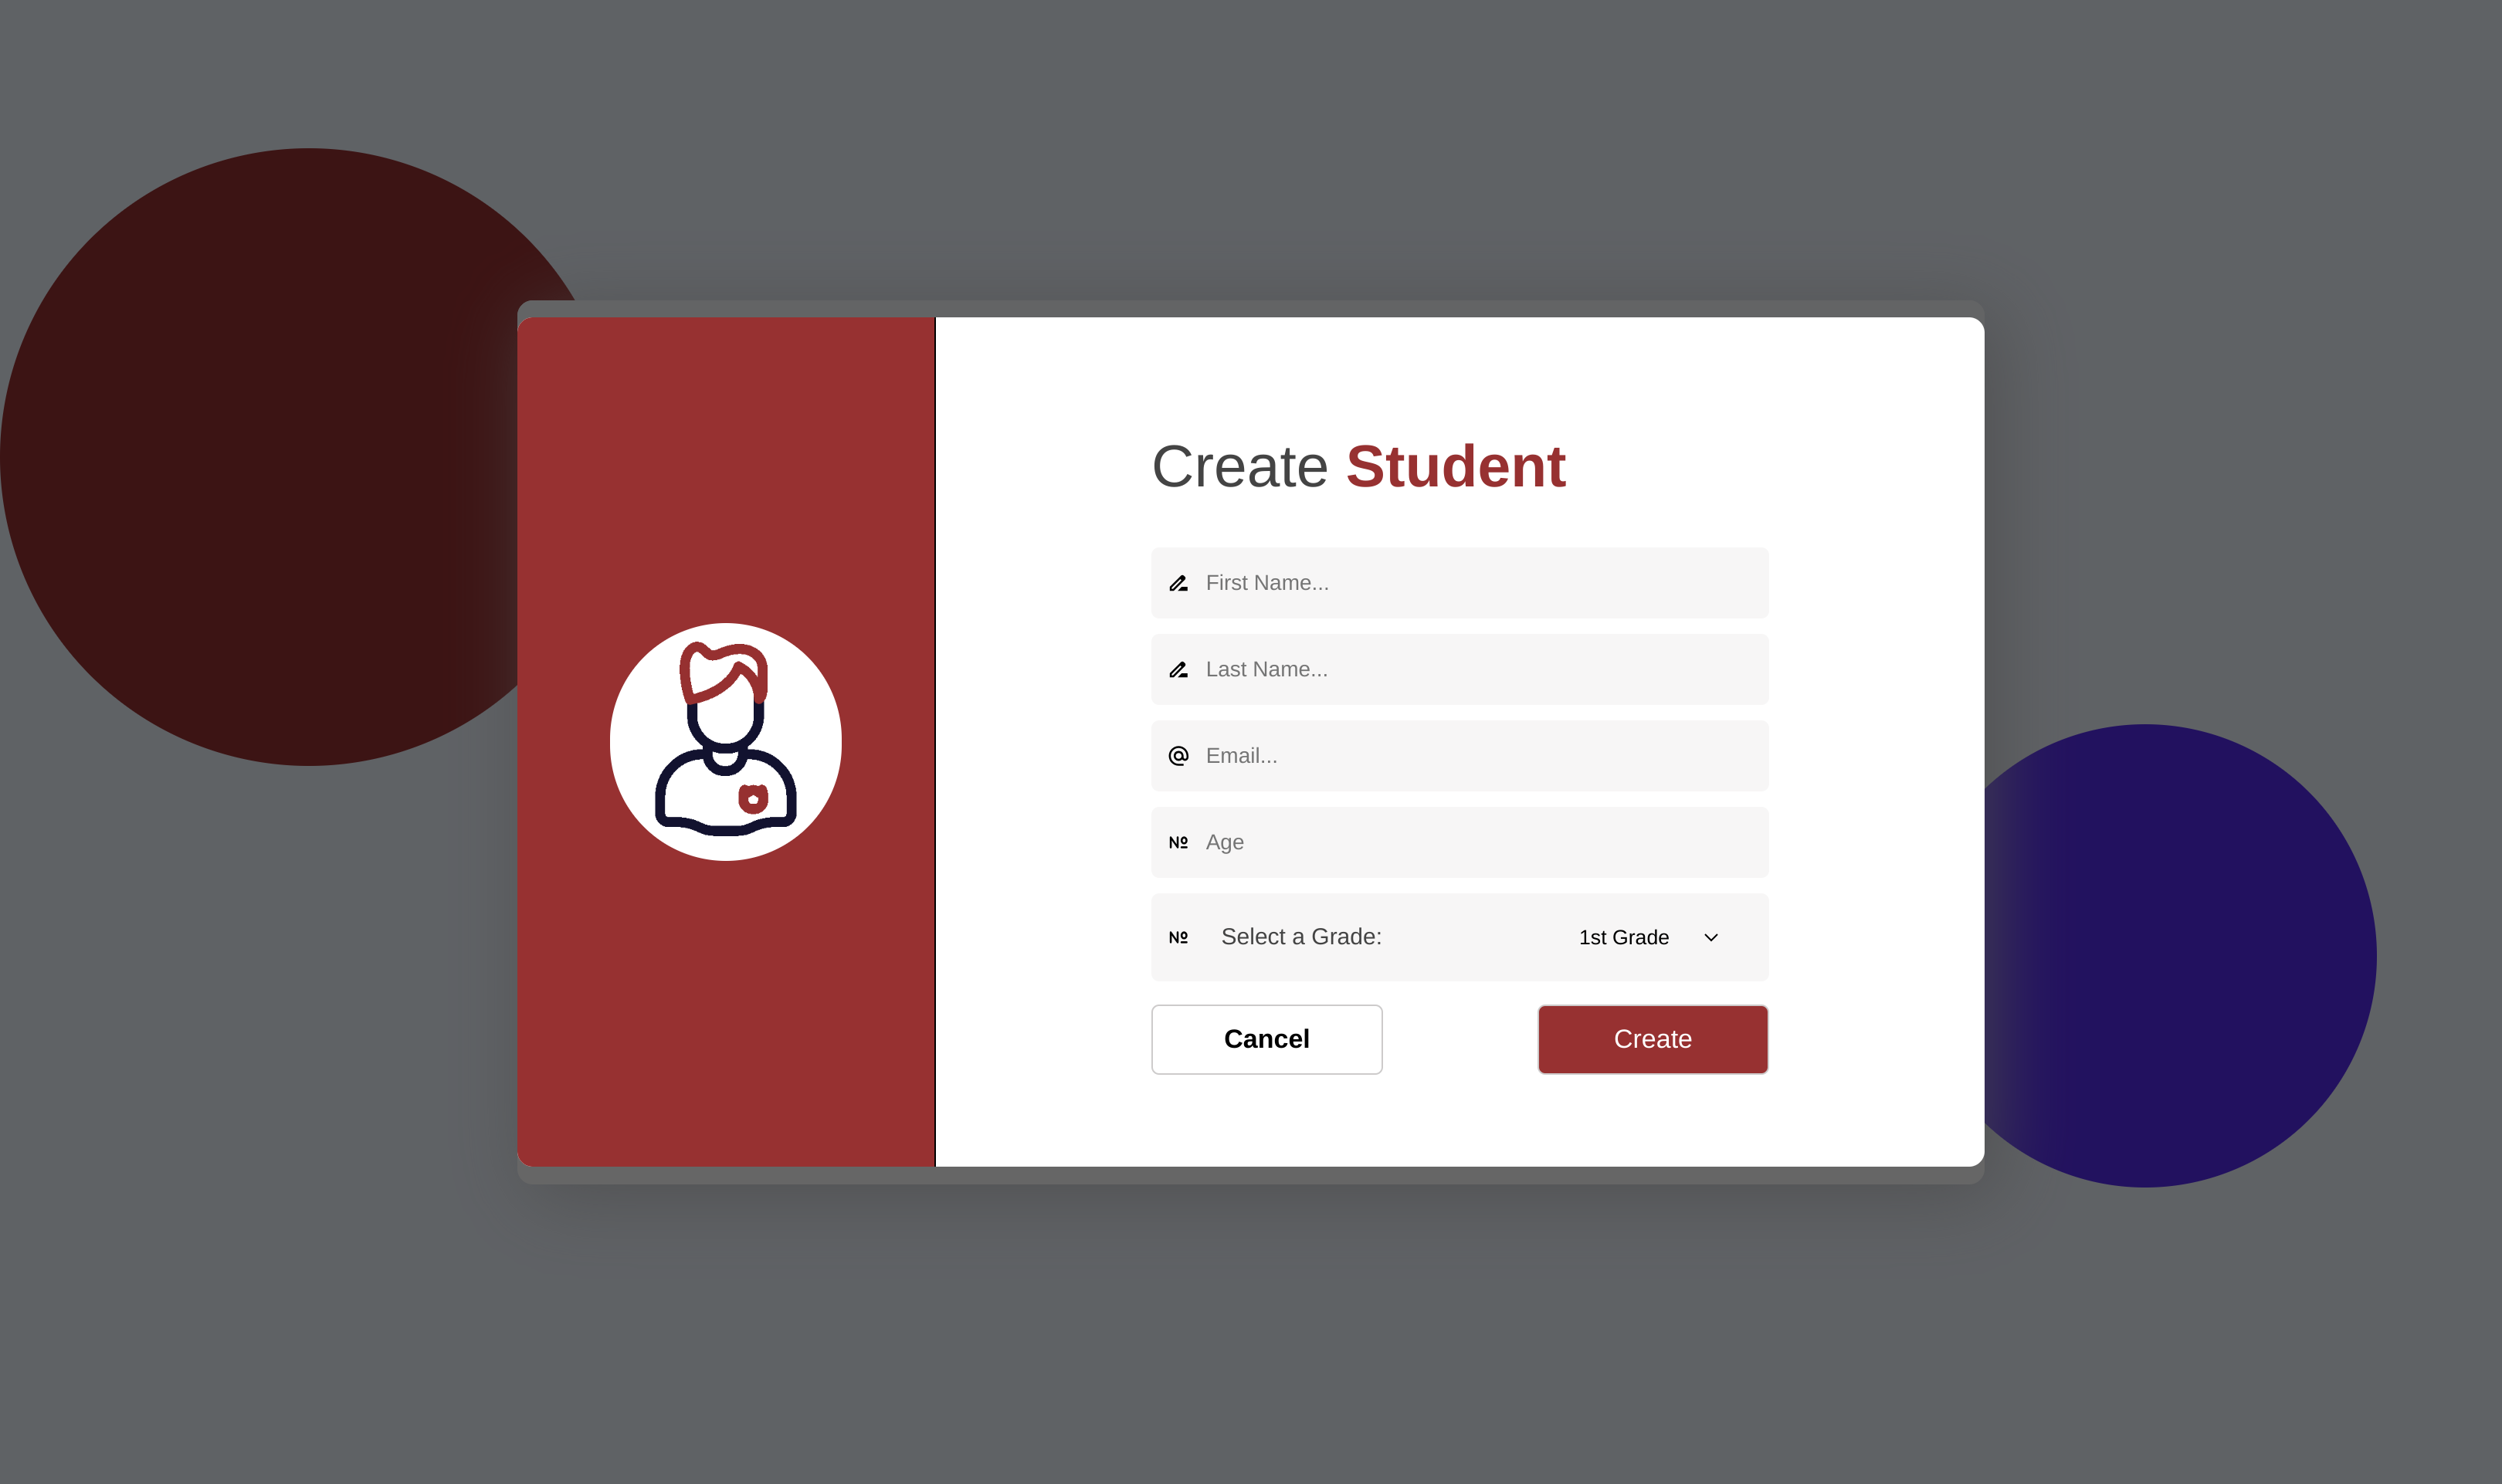 Create Student
First Name...
Last Name...
Email...
Nº Age
Nº Select a Grade: 1st Grade
Cancel Create